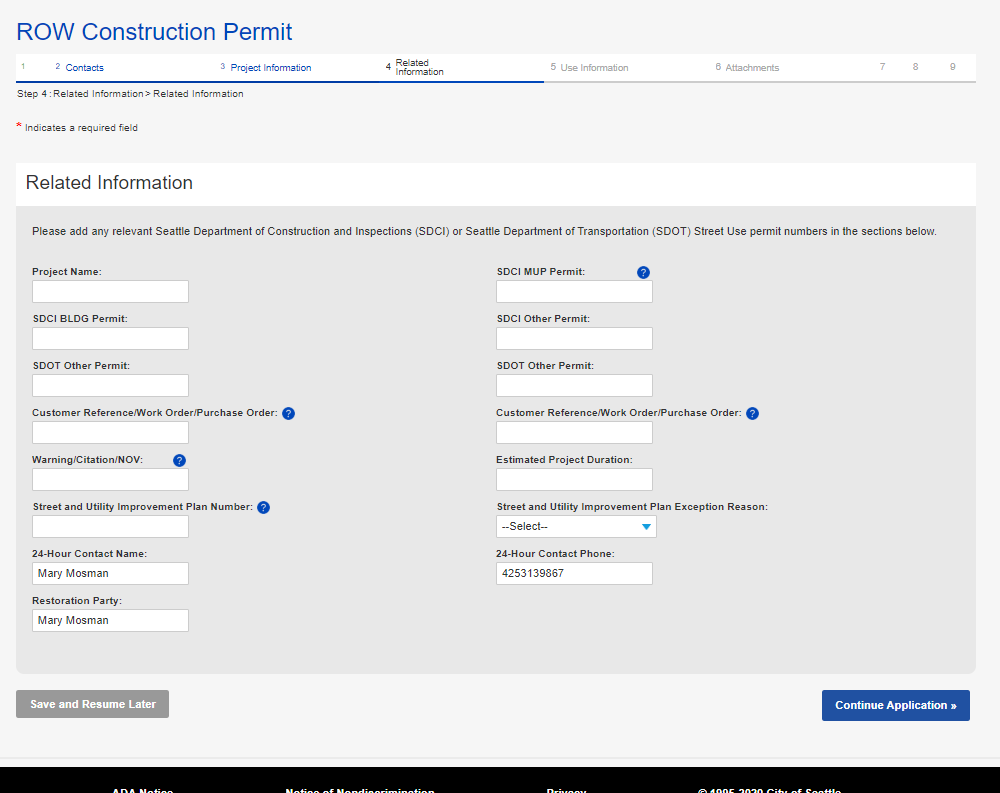 ROW Construction Permit
1
2 Contacts
3 Project Information
4 Related Information
5 Use Information
6 Attachments
7
8
9
Step 4 : Related Information > Related Information
* Indicates a required field
Related Information
Please add any relevant Seattle Department of Construction and Inspections (SDCI) or Seattle Department of Transportation (SDOT) Street Use permit numbers in the sections below.
Project Name:
SDCI MUP Permit: ?
SDCI BLDG Permit:
SDCI Other Permit:
SDOT Other Permit:
SDOT Other Permit:
Customer Reference/Work Order/Purchase Order: ?
Customer Reference/Work Order/Purchase Order: ?
Warning/Citation/NOV: ?
Estimated Project Duration:
Street and Utility Improvement Plan Number: ?
Street and Utility Improvement Plan Exception Reason:
--Select--
24-Hour Contact Name:
Mary Mosman
24-Hour Contact Phone:
4253139867
Restoration Party:
Mary Mosman
Save and Resume Later
Continue Application »
ADA Notice
Notice of Nondiscrimination
Privacy
© 1995-2020 City of Seattle